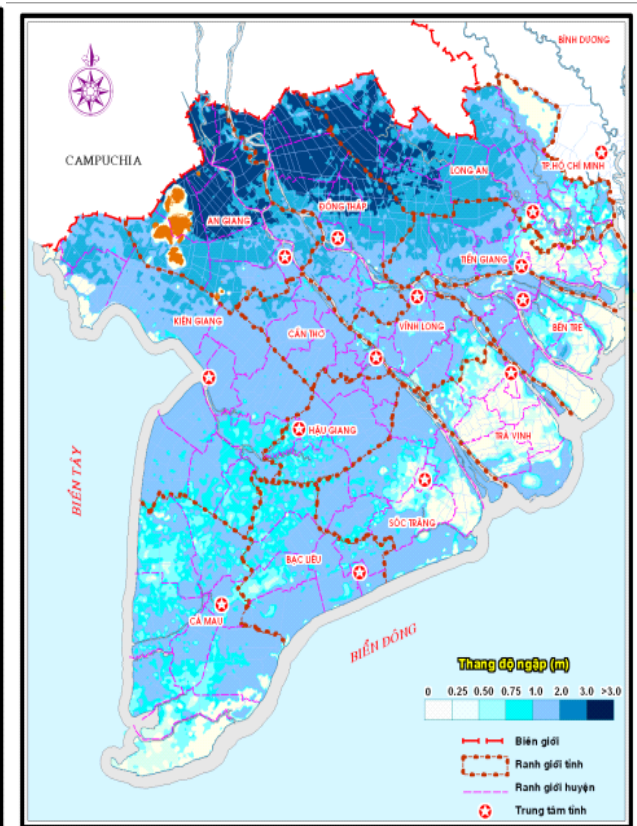 BÌNH DƯƠNG
CAMPUCHIA
TP.HỒ CHÍ MINH
LONG AN
ĐỒNG THÁP
AN GIANG
TIỀN GIANG
KIÊN GIANG
CẦN THƠ
VĨNH LONG
BẾN TRE
HẬU GIANG
TRÀ VINH
BIỂN TÂY
SÓC TRĂNG
BẠC LIÊU
CÀ MAU
BIỂN ĐÔNG
Thang độ ngập (m)
0 0.25 0.50 0.75 1.0 2.0 3.0 >3.0
Biên giới
Ranh giới tỉnh
Ranh giới huyện
Trung tâm tỉnh